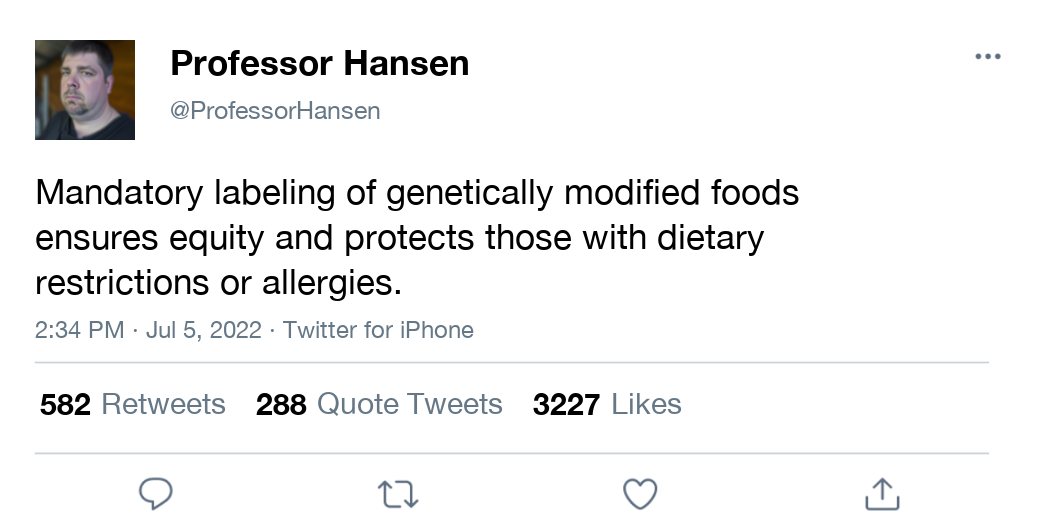 Professor Hansen
@ProfessorHansen
Mandatory labeling of genetically modified foods
ensures equity and protects those with dietary
restrictions or allergies.
2:34 PM · Jul 5, 2022 · Twitter for iPhone
582 Retweets 288 Quote Tweets 3227 Likes